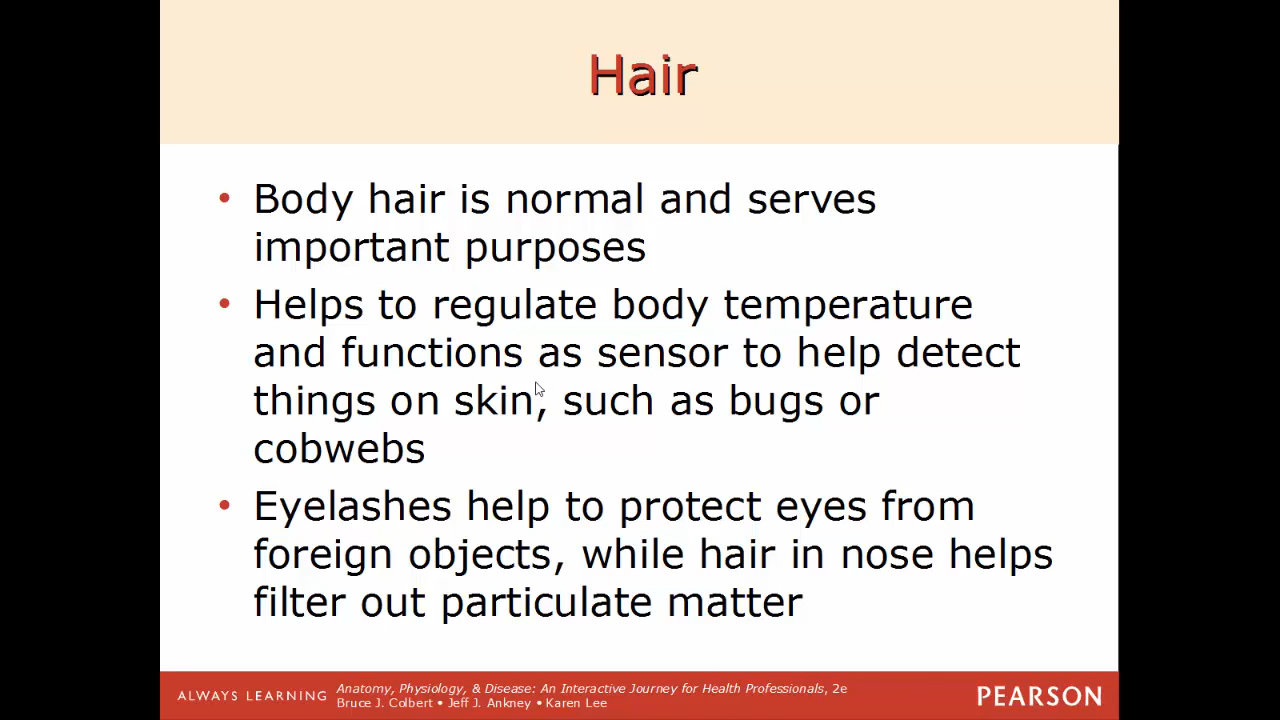 Hair
• Body hair is normal and serves
important purposes
• Helps to regulate body temperature
and functions as sensor to help detect
things on skin, such as bugs or
cobwebs
• Eyelashes help to protect eyes from
foreign objects, while hair in nose helps
filter out particulate matter
ALWAYS LEARNING
Anatomy, Physiology, & Disease: An Interactive Journey for Health Professionals, 2e
Bruce J. Colbert • Jeff J. Ankney • Karen Lee
PEARSON